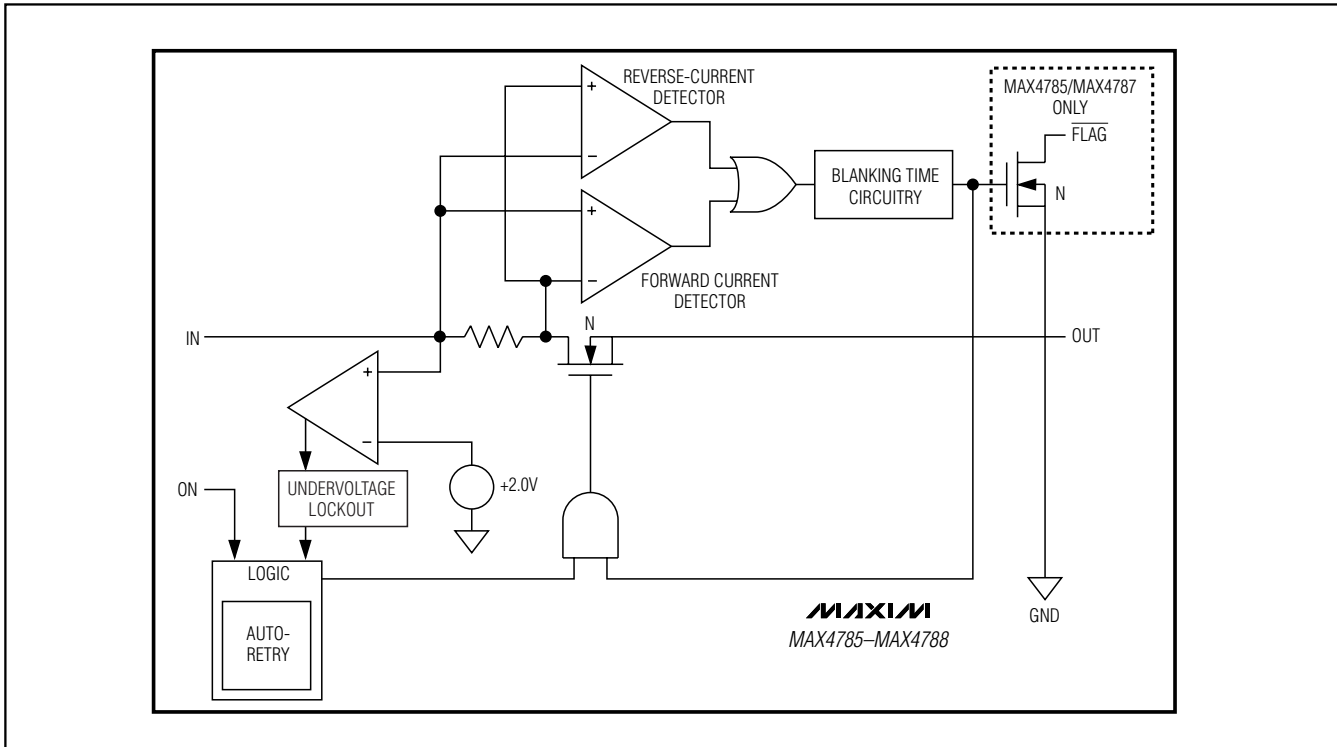 REVERSE-CURRENT
DETECTOR
MAX4785/MAX4787
ONLY
FLAG
+
−
BLANKING TIME
CIRCUITRY
N
+
−
FORWARD CURRENT
DETECTOR
IN
N
OUT
+
−
ON
UNDERVOLTAGE
LOCKOUT
+2.0V
LOGIC
AUTO-
RETRY
MAXIM
MAX4785–MAX4788
GND